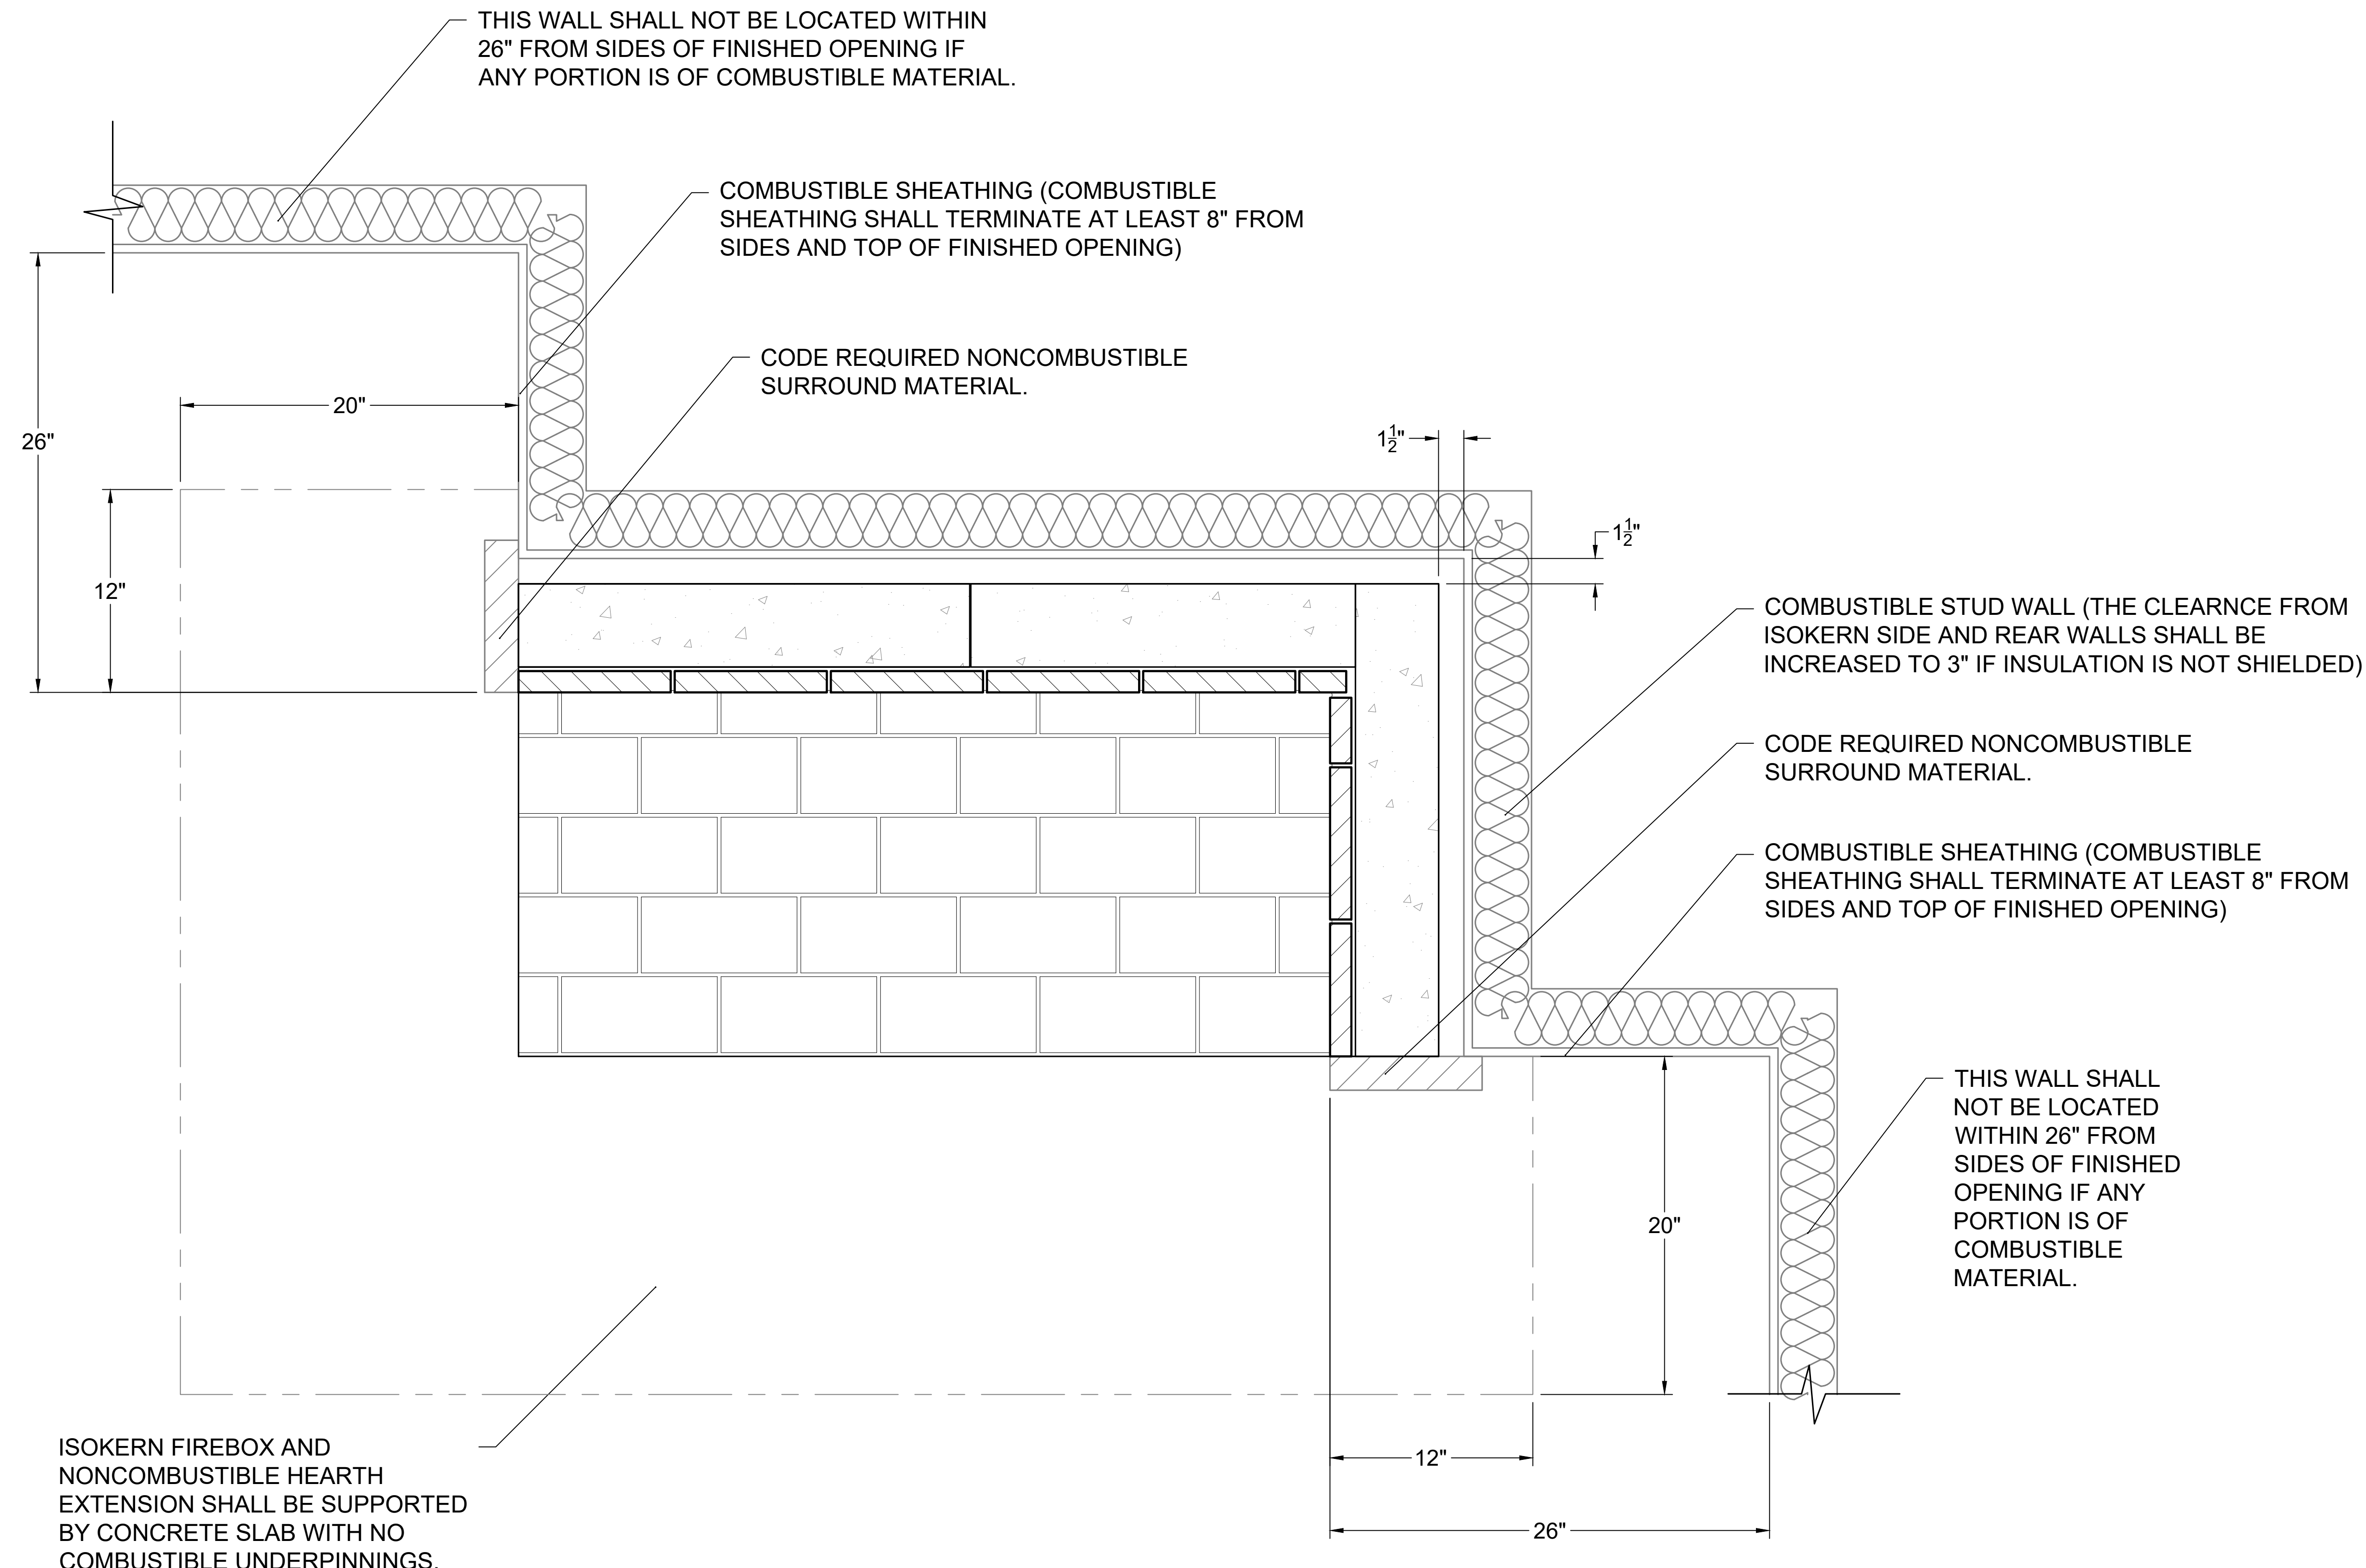 THIS WALL SHALL NOT BE LOCATED WITHIN
26" FROM SIDES OF FINISHED OPENING IF
ANY PORTION IS OF COMBUSTIBLE MATERIAL.
COMBUSTIBLE SHEATHING (COMBUSTIBLE
SHEATHING SHALL TERMINATE AT LEAST 8" FROM
SIDES AND TOP OF FINISHED OPENING)
CODE REQUIRED NONCOMBUSTIBLE
SURROUND MATERIAL.
20"
26"
12"
1 1/2"
1 1/2"
COMBUSTIBLE STUD WALL (THE CLEARNCE FROM
ISOKERN SIDE AND REAR WALLS SHALL BE
INCREASED TO 3" IF INSULATION IS NOT SHIELDED)
CODE REQUIRED NONCOMBUSTIBLE
SURROUND MATERIAL.
COMBUSTIBLE SHEATHING (COMBUSTIBLE
SHEATHING SHALL TERMINATE AT LEAST 8" FROM
SIDES AND TOP OF FINISHED OPENING)
THIS WALL SHALL
NOT BE LOCATED
WITHIN 26" FROM
SIDES OF FINISHED
OPENING IF ANY
PORTION IS OF
COMBUSTIBLE
MATERIAL.
20"
12"
26"
ISOKERN FIREBOX AND
NONCOMBUSTIBLE HEARTH
EXTENSION SHALL BE SUPPORTED
BY CONCRETE SLAB WITH NO
COMBUSTIBLE UNDERPINNINGS.